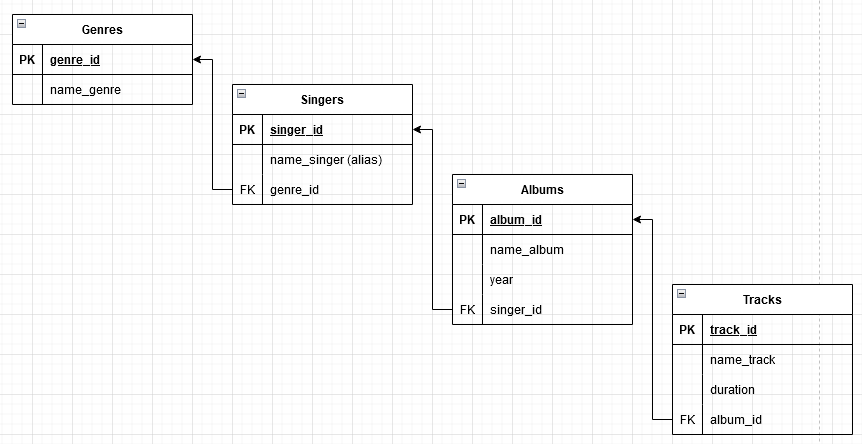 Genres
PK genre_id
name_genre
Singers
PK singer_id
name_singer (alias)
FK genre_id
Albums
PK album_id
name_album
year
FK singer_id
Tracks
PK track_id
name_track
duration
FK album_id